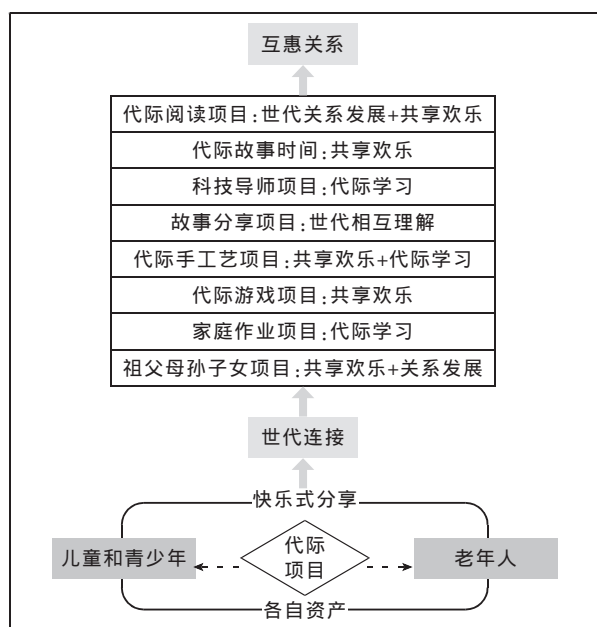 互惠关系
代际阅读项目:世代关系发展+共享欢乐
代际故事时间:共享欢乐
科技导师项目:代际学习
故事分享项目:世代相互理解
代际手工艺项目:共享欢乐+代际学习
代际游戏项目:共享欢乐
家庭作业项目:代际学习
祖父母孙子女项目:共享欢乐+关系发展
世代连接
快乐式分享
儿童和青少年
代际
项目
老年人
各自资产